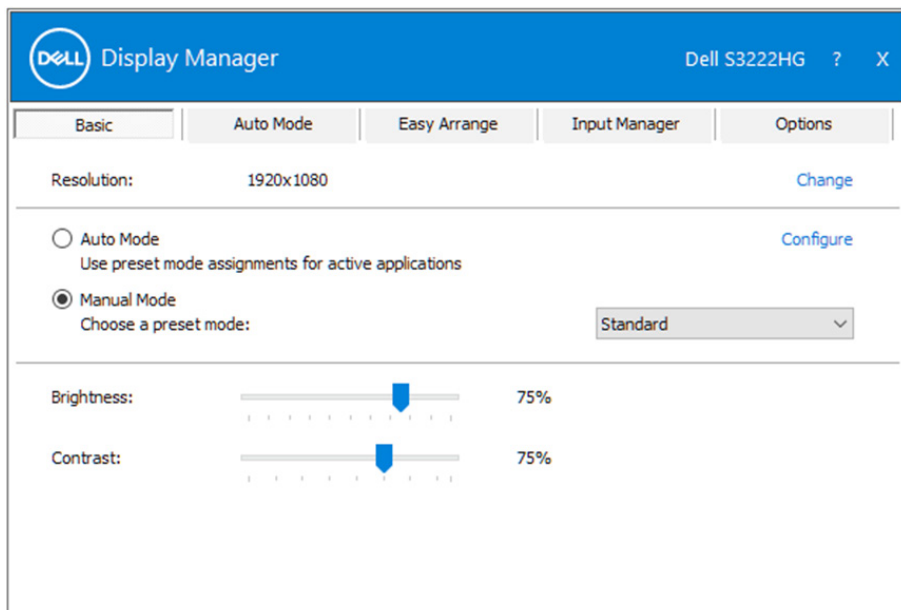 DELL Display Manager Dell S3222HG ? X
Basic Auto Mode Easy Arrange Input Manager Options
Resolution: 1920x1080 Change
Auto Mode Configure
Use preset mode assignments for active applications
Manual Mode
Choose a preset mode: Standard
Brightness: 75%
Contrast: 75%